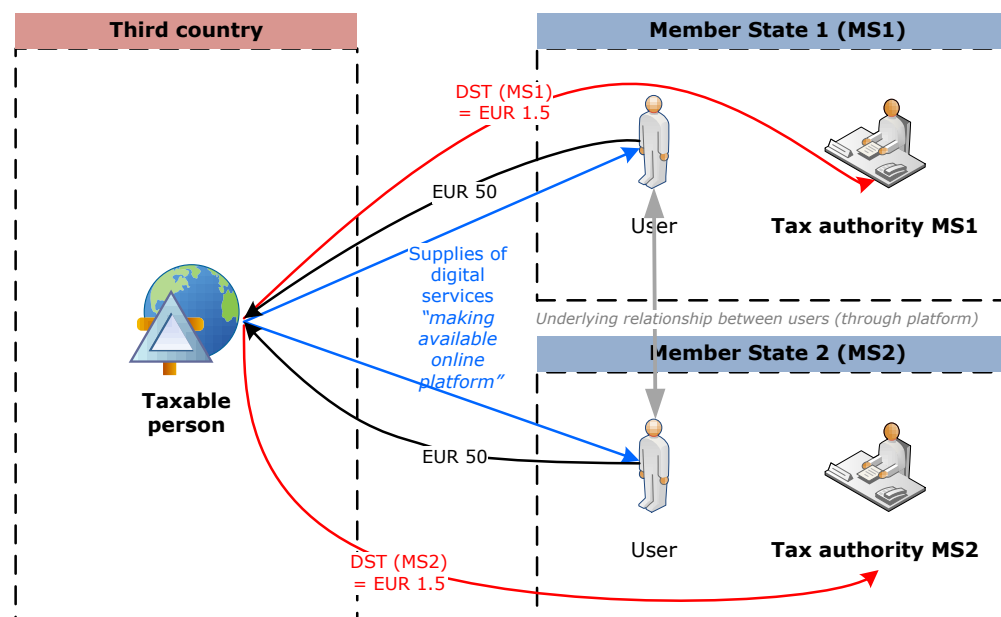 Third country
Member State 1 (MS1)
DST (MS1)
= EUR 1.5
EUR 50
User
Tax authority MS1
Supplies of
digital
services
“making
available
online
platform”
Underlying relationship between users (through platform)
Member State 2 (MS2)
Taxable
person
EUR 50
User
Tax authority MS2
DST (MS2)
= EUR 1.5